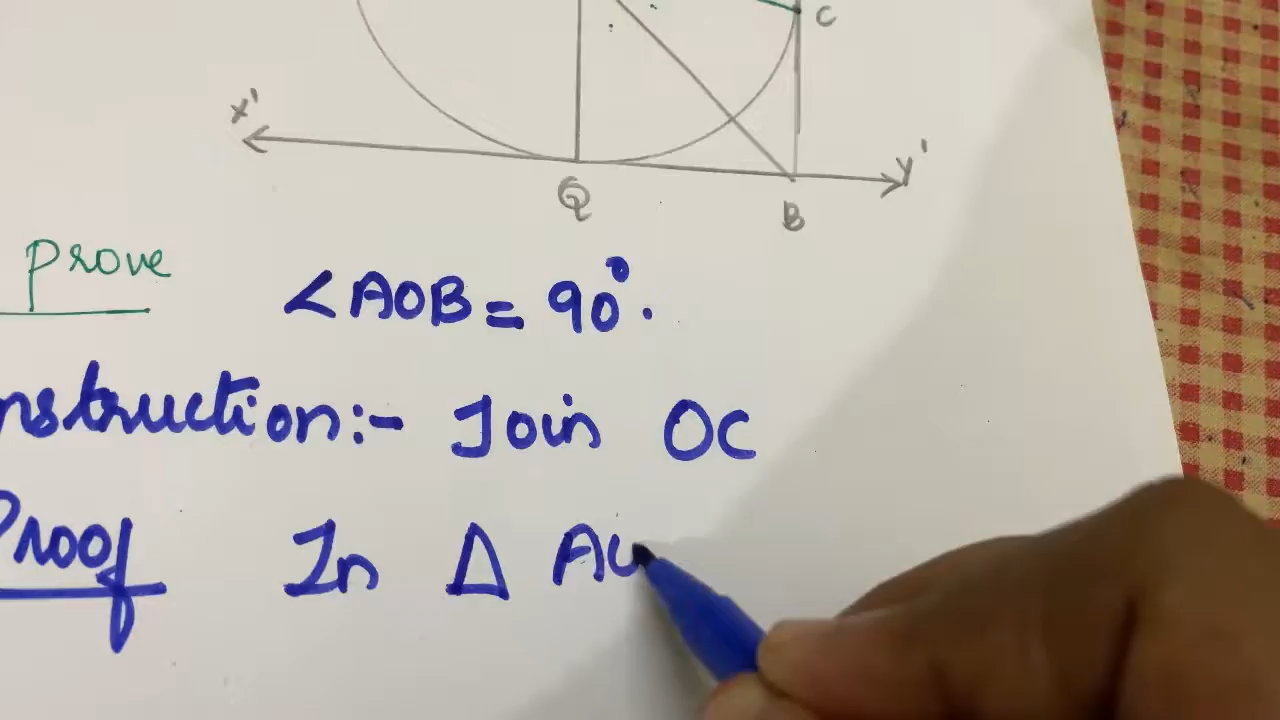 C
X'
Y'
Q
B
prove <AOB = 90°.
nstruction:- Join OC
Proof In Δ A